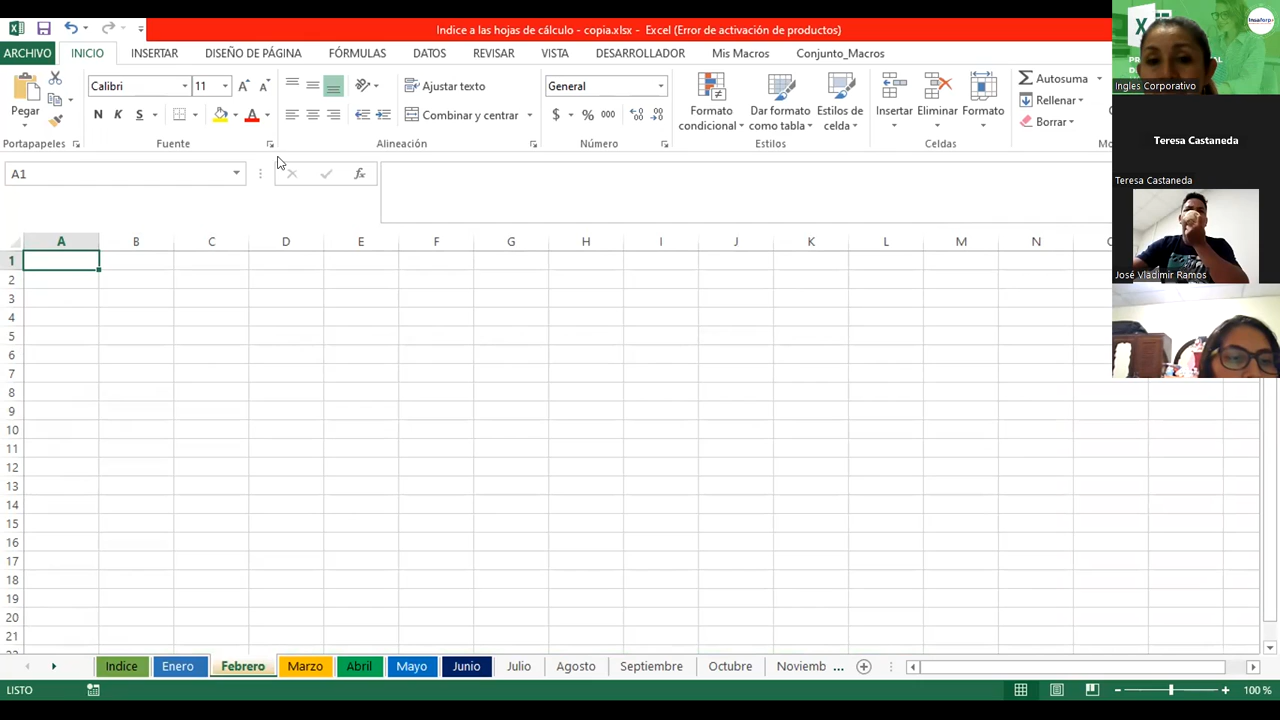 Indice a las hojas de cálculo - copia.xlsx - Excel (Error de activación de productos)
ARCHIVO INICIO INSERTAR DISEÑO DE PÁGINA FÓRMULAS DATOS REVISAR VISTA DESARROLLADOR Mis Macros Conjunto_Macros
Pegar
Portapapeles
Calibri 11
N K S
Fuente
Ajustar texto
Combinar y centrar
Alineación
General
$ % 000
Número
Formato condicional
Dar formato como tabla
Estilos de celda
Estilos
Insertar Eliminar Formato
Celdas
Autosuma
Rellenar
Borrar
A1
fx
A B C D E F G H I J K L M N
1
2
3
4
5
6
7
8
9
10
11
12
13
14
15
16
17
18
19
20
21
Indice Enero Febrero Marzo Abril Mayo Junio Julio Agosto Septiembre Octubre Noviemb ...
LISTO
100 %
Insaforp
Ingles Corporativo
Teresa Castaneda
Teresa Castaneda
José Vladimir Ramos